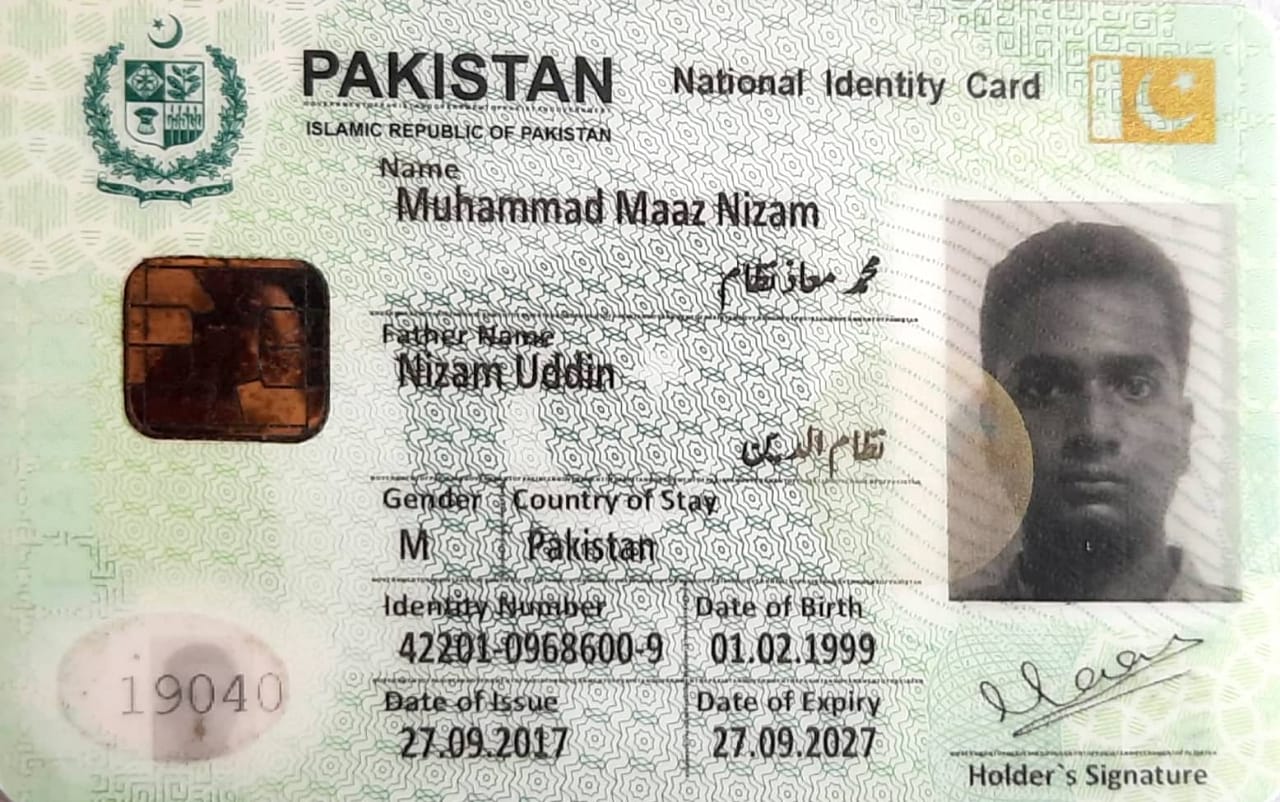 PAKISTAN National Identity Card
ISLAMIC REPUBLIC OF PAKISTAN
Name
Muhammad Maaz Nizam
محمد معاذ نظام
Father Name
Nizam Uddin
نظام الدین
Gender Country of Stay
M Pakistan
Identity Number Date of Birth
42201-0968600-9 01.02.1999
19040
Date of Issue Date of Expiry
27.09.2017 27.09.2027
Holder`s Signature